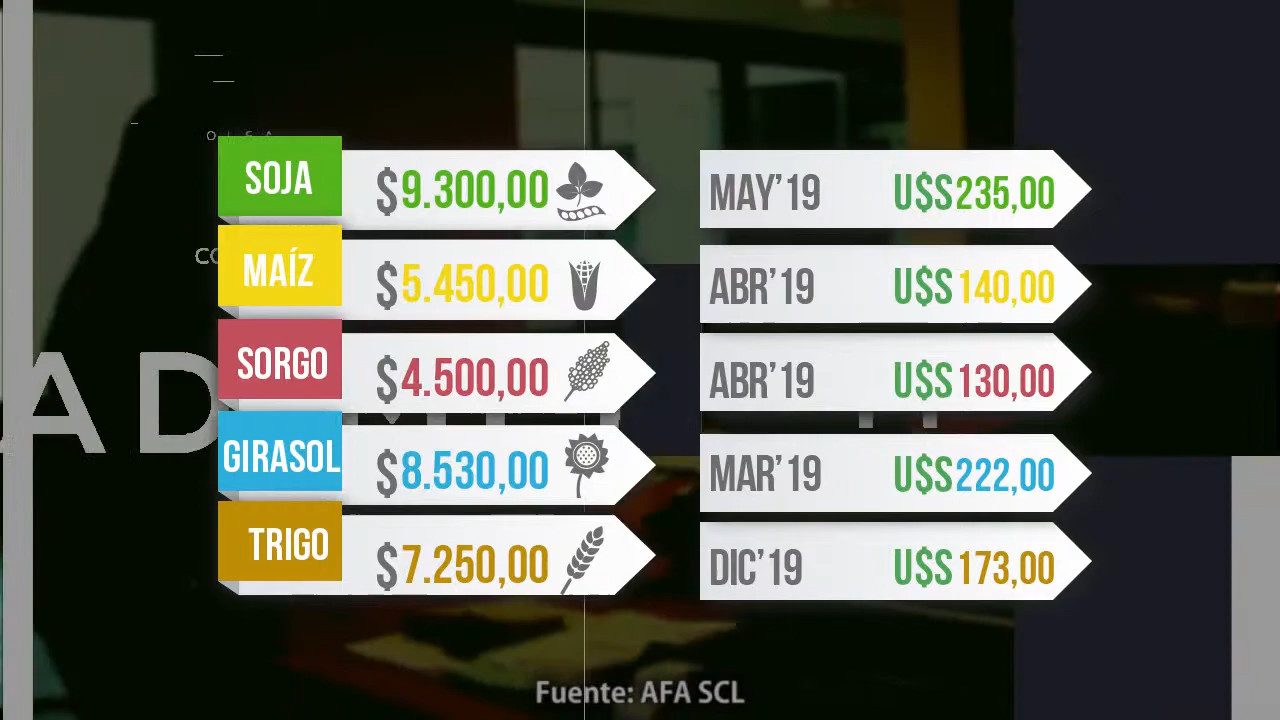 SOJA $9.300,00 MAY'19 U$S235,00
MAÍZ $5.450,00 ABR'19 U$S 140,00
SORGO $4.500,00 ABR'19 U$S 130,00
GIRASOL $8.530,00 MAR'19 U$S222,00
TRIGO $7.250,00 DIC'19 U$S 173,00
Fuente: AFA SCL